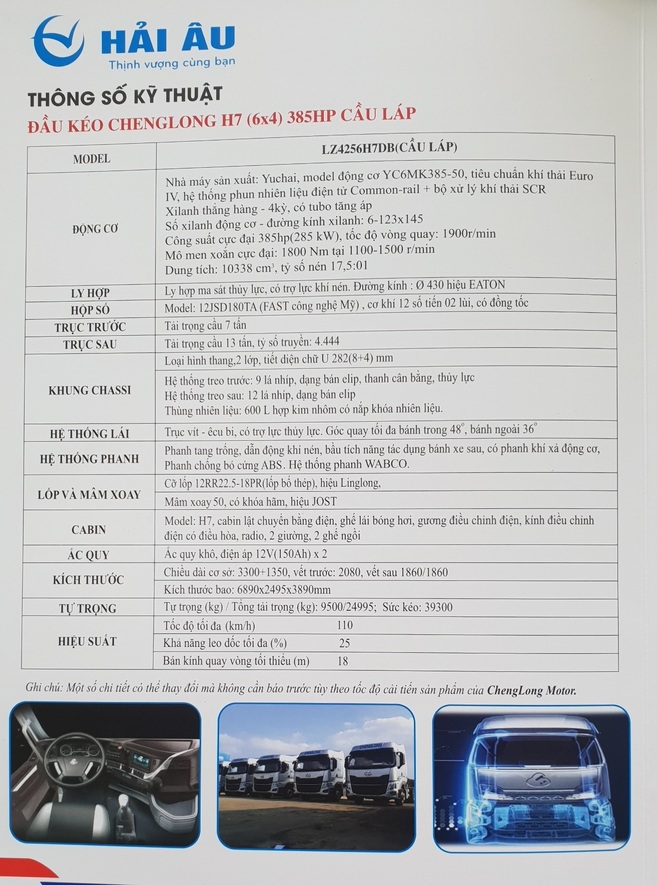 HẢI ÂU
Thịnh vượng cùng bạn
THÔNG SỐ KỸ THUẬT
ĐẦU KÉO CHENGLONG H7 (6x4) 385HP CẦU LÁP
MODEL
LZ4256H7DB(CẦU LÁP)
ĐỘNG CƠ
Nhà máy sản xuất: Yuchai, model động cơ YC6MK385-50, tiêu chuẩn khí thải Euro
IV, hệ thống phun nhiên liệu điện tử Common-rail + bộ xử lý khí thải SCR
Xilanh thẳng hàng - 4kỳ, có tubo tăng áp
Số xilanh động cơ - đường kính xilanh: 6-123x145
Công suất cực đại 385hp(285 kW), tốc độ vòng quay: 1900r/min
Mô men xoắn cực đại: 1800 Nm tại 1100-1500 r/min
Dung tích: 10338 cm³, tỷ số nén 17,5:01
LY HỢP
Ly hợp ma sát thủy lực, có trợ lực khí nén. Đường kính : Ø 430 hiệu EATON
HỘP SỐ
Model: 12JSD180TA (FAST công nghệ Mỹ) , cơ khí 12 số tiến 02 lùi, có đồng tốc
TRỤC TRƯỚC
Tải trọng cầu 7 tấn
TRỤC SAU
Tải trọng cầu 13 tấn, tỷ số truyền: 4.444
KHUNG CHASSI
Loại hình thang,2 lớp, tiết diện chữ U 282(8+4) mm
Hệ thống treo trước: 9 lá nhíp, dạng bán elip, thanh cân bằng, thủy lực
Hệ thống treo sau: 12 lá nhip, dạng bán elip
Thùng nhiên liệu: 600 L hợp kim nhôm có nắp khóa nhiên liệu.
HỆ THỐNG LÁI
Trục vít - êcu bi, có trợ lực thủy lực. Góc quay tối đa bánh trong 48°, bánh ngoài 36°
HỆ THỐNG PHANH
Phanh tang trống, dẫn động khí nén, bầu tích năng tác dụng bánh xe sau, có phanh khí xả động cơ,
Phanh chống bó cứng ABS. Hệ thống phanh WABCO.
LỐP VÀ MÂM XOAY
Cỡ lốp 12RR22.5-18PR(lốp bố thép), hiệu Linglong,
Mâm xoay 50, có khóa hãm, hiệu JOST
CABIN
Model: H7, cabin lật chuyển bằng điện, ghế lái bóng hơi, gương điều chỉnh điện, kính điều chỉnh
điện có điều hòa, radio, 2 giường, 2 ghế ngồi
ẮC QUY
Ắc quy khô, điện áp 12V(150Ah) x 2
KÍCH THƯỚC
Chiều dài cơ sở: 3300+1350, vết trước: 2080, vết sau 1860/1860
Kích thước bao: 6890x2495x3890mm
TỰ TRỌNG
Tự trọng (kg) / Tổng tải trọng (kg): 9500/24995; Sức kéo: 39300
HIỆU SUẤT
Tốc độ tối đa (km/h) 110
Khả năng leo dốc tối đa (%) 25
Bán kính quay vòng tối thiểu (m) 18
Ghi chú: Một số chi tiết có thể thay đổi mà không cần báo trước tùy theo tốc độ cải tiến sản phẩm của ChengLong Motor.